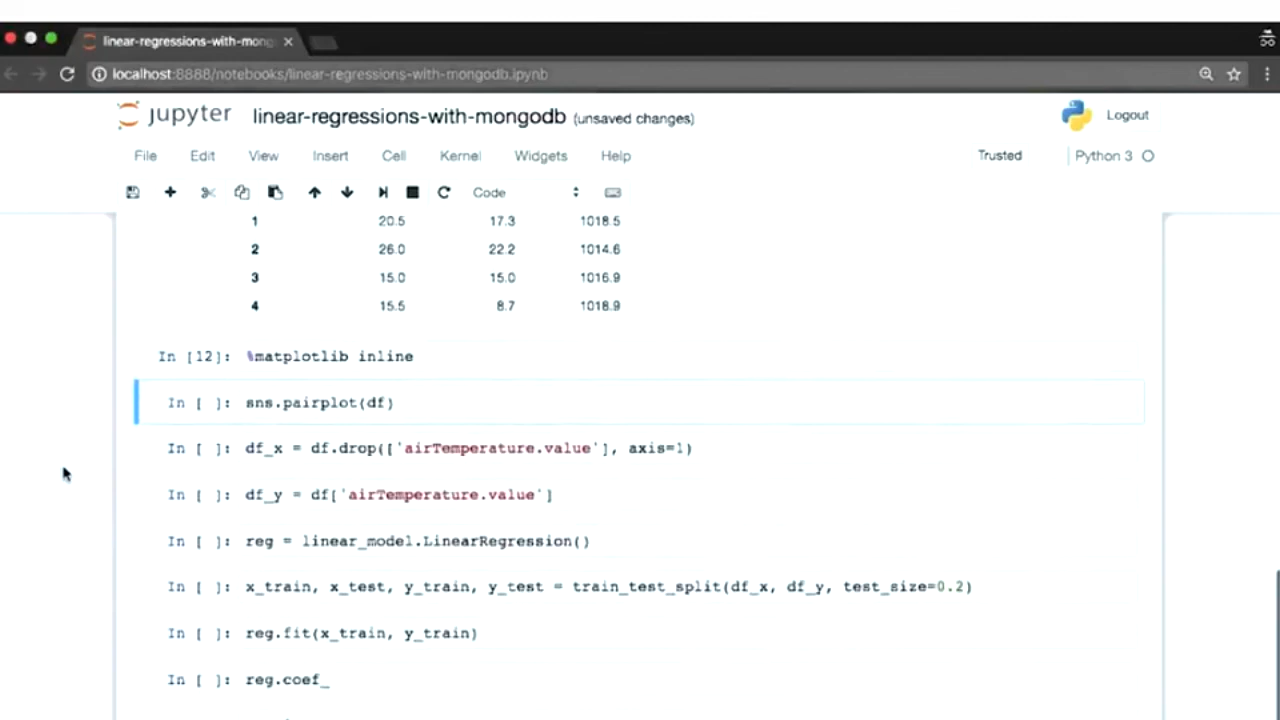 linear-regressions-with-mong
localhost:8888/notebooks/linear-regressions-with-mongodb.ipynb
jupyter linear-regressions-with-mongodb (unsaved changes) Logout
File Edit View Insert Cell Kernel Widgets Help Trusted Python 3
Code
1 20.5 17.3 1018.5
2 26.0 22.2 1014.6
3 15.0 15.0 1016.9
4 15.5 8.7 1018.9
In [12]: %matplotlib inline
In [ ]: sns.pairplot(df)
In [ ]: df_x = df.drop(['airTemperature.value'], axis=1)
In [ ]: df_y = df['airTemperature.value']
In [ ]: reg = linear_model.LinearRegression()
In [ ]: x_train, x_test, y_train, y_test = train_test_split(df_x, df_y, test_size=0.2)
In [ ]: reg.fit(x_train, y_train)
In [ ]: reg.coef_